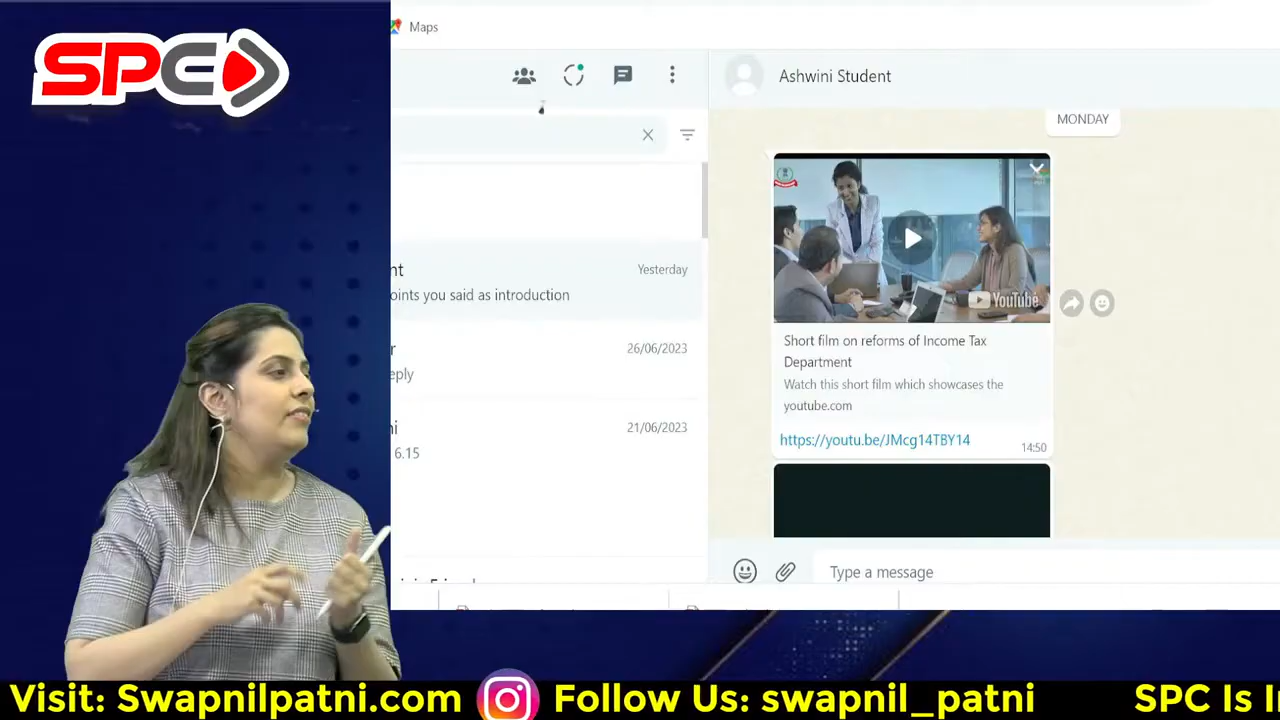 SPC
Maps
Ashwini Student
MONDAY
YouTube
nt
Yesterday
oints you said as introduction
r
26/06/2023
eply
ni
21/06/2023
6.15
Short film on reforms of Income Tax
Department
Watch this short film which showcases the
youtube.com
https://youtu.be/JMcg14TBY14
14:50
Type a message
Visit: Swapnilpatni.com
Follow Us: swapnil_patni
SPC Is I